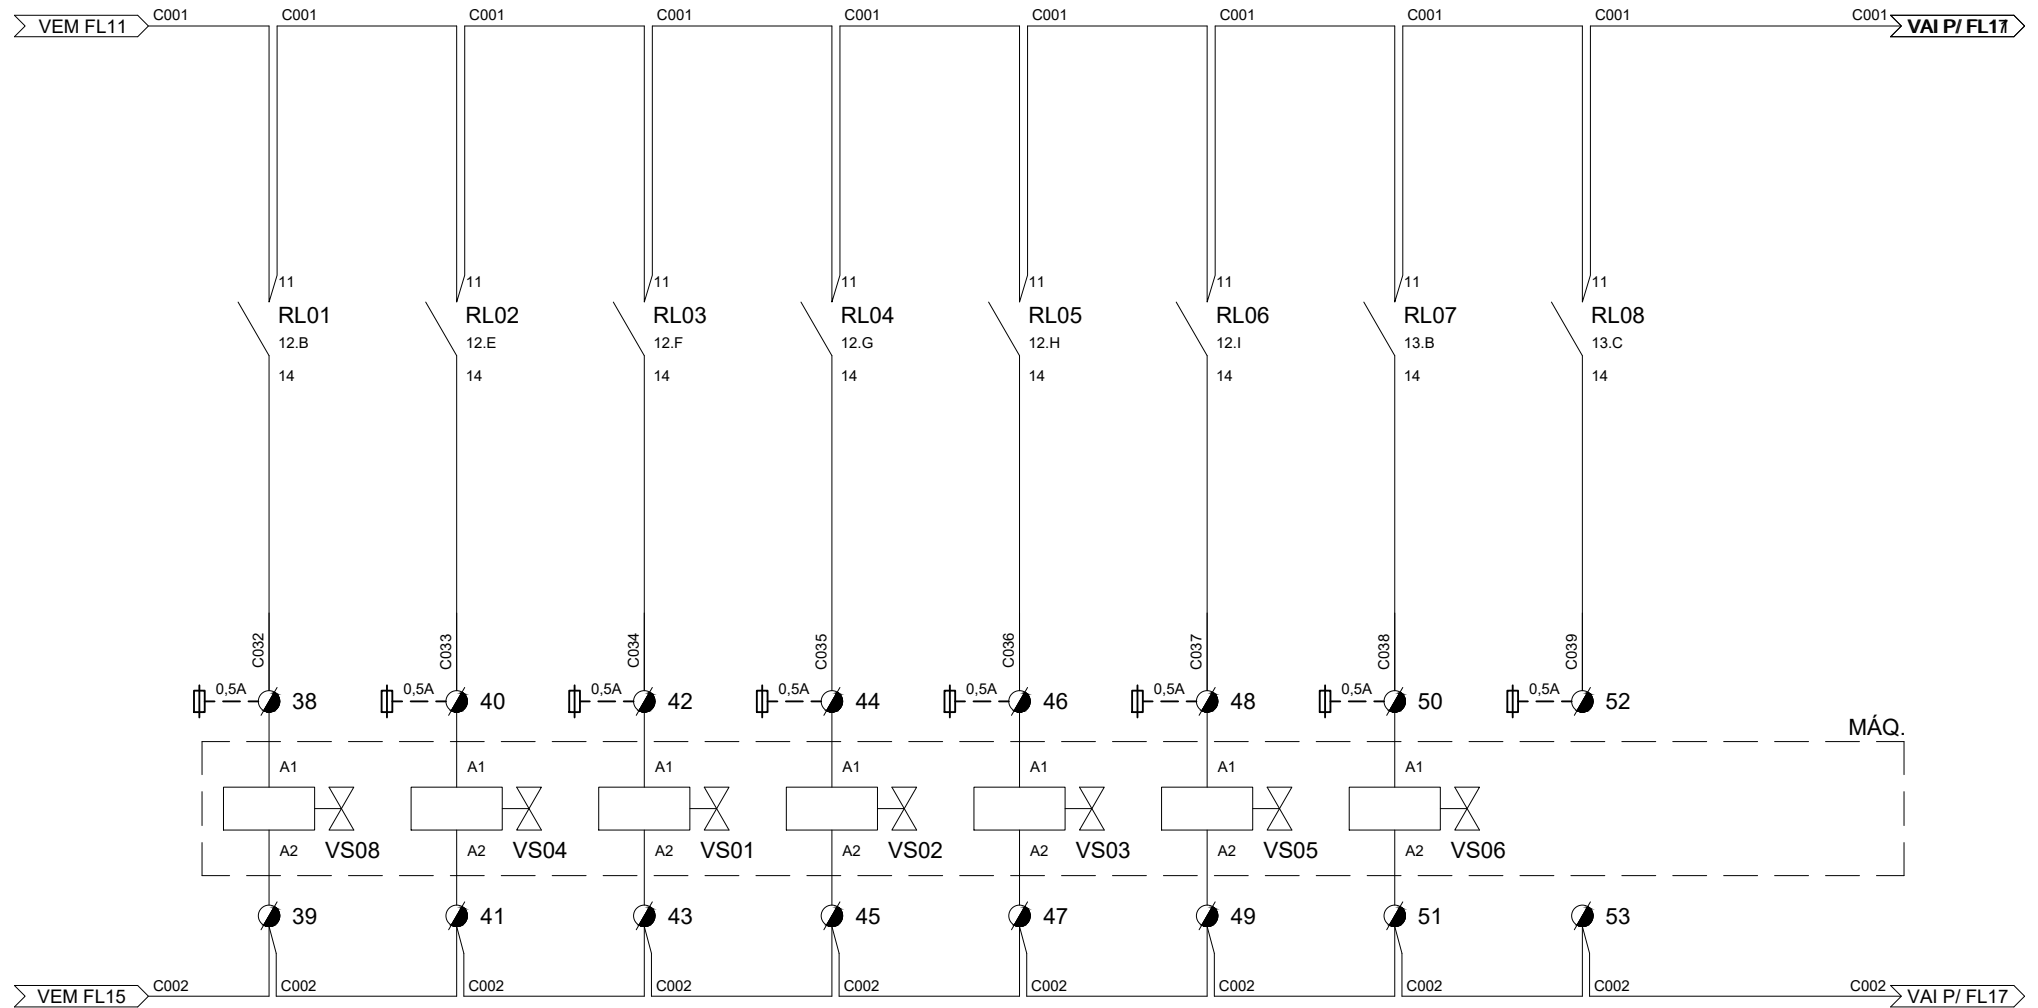 VEM FL11 C001 C001 C001 C001 C001 C001 C001 C001 C001 C001 VAI P/ FL17
11 11 11 11 11 11 11 11
RL01 RL02 RL03 RL04 RL05 RL06 RL07 RL08
12.B 12.E 12.F 12.G 12.H 12.I 13.B 13.C
14 14 14 14 14 14 14 14
C032 C033 C034 C035 C036 C037 C038 C039
0,5A 38 0,5A 40 0,5A 42 0,5A 44 0,5A 46 0,5A 48 0,5A 50 0,5A 52
MÁQ.
A1 A1 A1 A1 A1 A1 A1
A2 VS08 A2 VS04 A2 VS01 A2 VS02 A2 VS03 A2 VS05 A2 VS06
39 41 43 45 47 49 51 53
VEM FL15 C002 C002 C002 C002 C002 C002 C002 C002 C002 C002 VAI P/ FL17